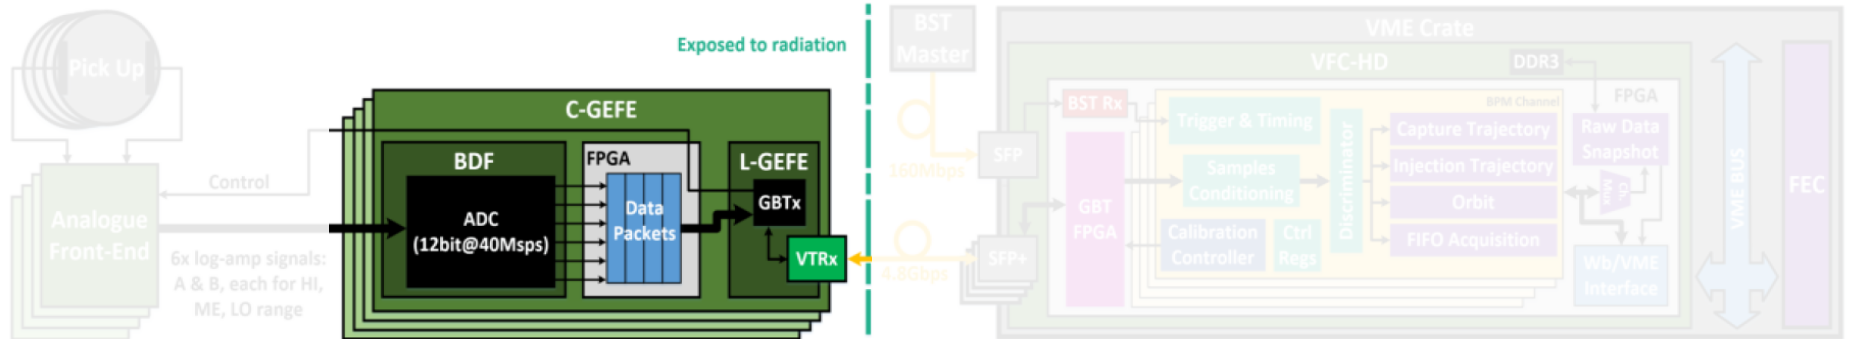 Pick Up
Control
Analogue
Front-End
6x log-amp signals:
A & B, each for HI,
ME, LO range
Exposed to radiation
C-GEFE
BDF
ADC
(12bit@40Msps)
FPGA
Data
Packets
L-GEFE
GBTx
VTRx
BST
Master
160Mbps
4.8Gbps
SFP
SFP+
VME Crate
VFC-HD
DDR3
FPGA
BST Rx
GBT
FPGA
BPM Channel
Trigger & Timing
Samples
Conditioning
Calibration
Controller
Ctrl
Regs
Discriminator
Capture Trajectory
Injection Trajectory
Orbit
FIFO Acquisition
Raw Data
Snapshot
Ch.
Mux
Wb/VME
Interface
VME BUS
FEC